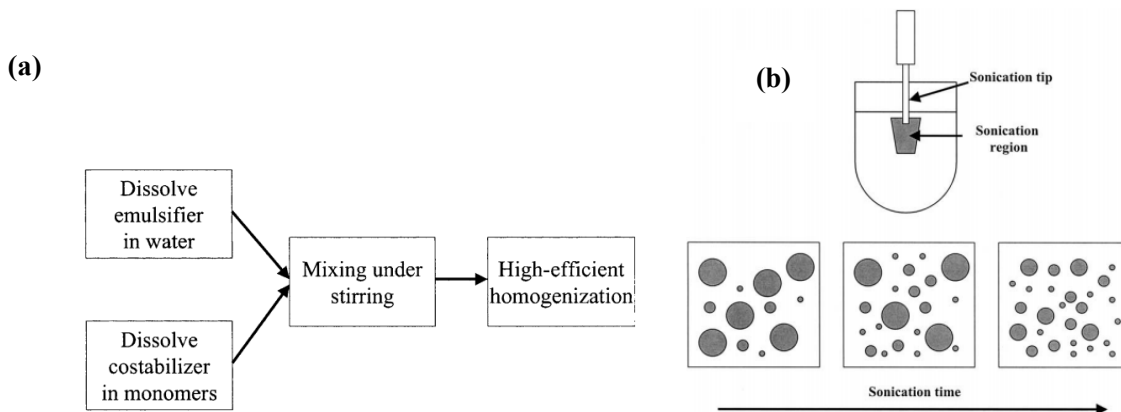 (a)
Dissolve
emulsifier
in water
Dissolve
costabilizer
in monomers
Mixing under
stirring
High-efficient
homogenization
(b)
Sonication tip
Sonication
region
Sonication time